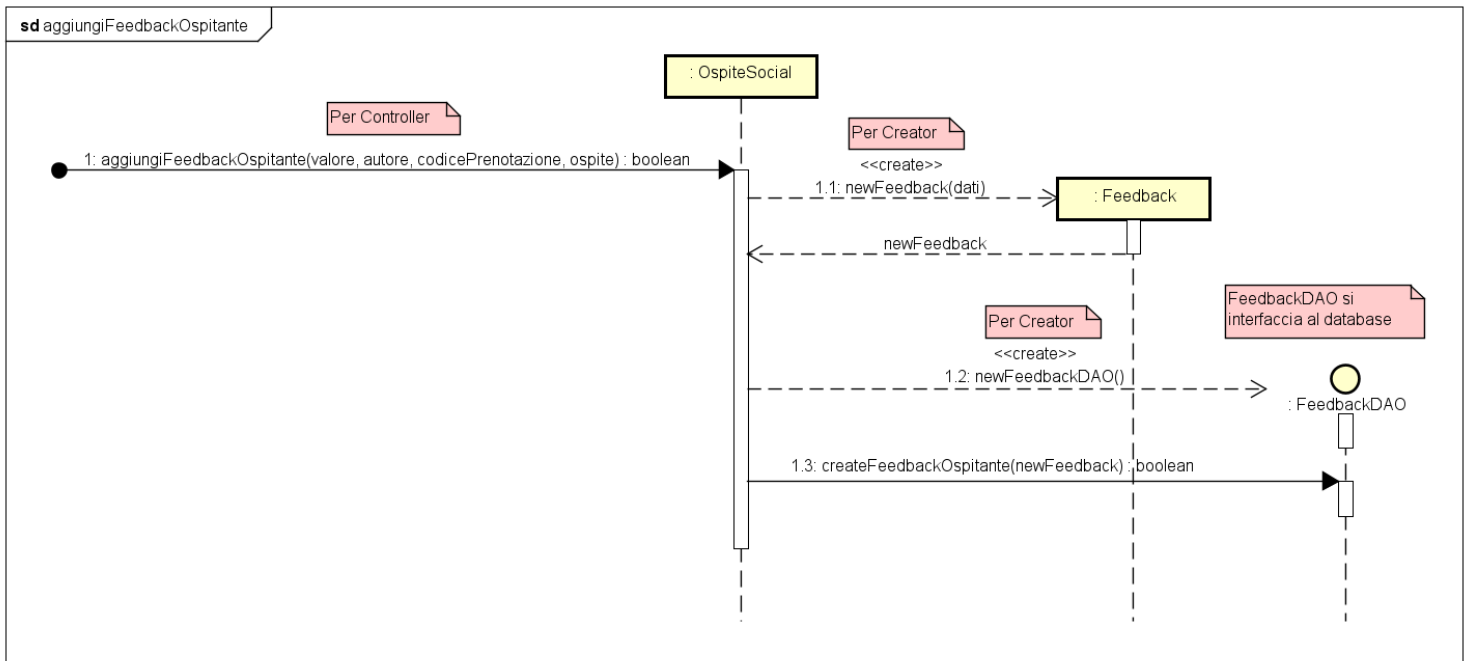 sd aggiungiFeedbackOspitante
: OspiteSocial
Per Controller
1: aggiungiFeedbackOspitante(valore, autore, codicePrenotazione, ospite) : boolean
Per Creator
<<create>>
1.1: newFeedback(dati)
: Feedback
newFeedback
FeedbackDAO si
interfaccia al database
Per Creator
<<create>>
1.2: newFeedbackDAO()
: FeedbackDAO
1.3: createFeedbackOspitante(newFeedback) : boolean